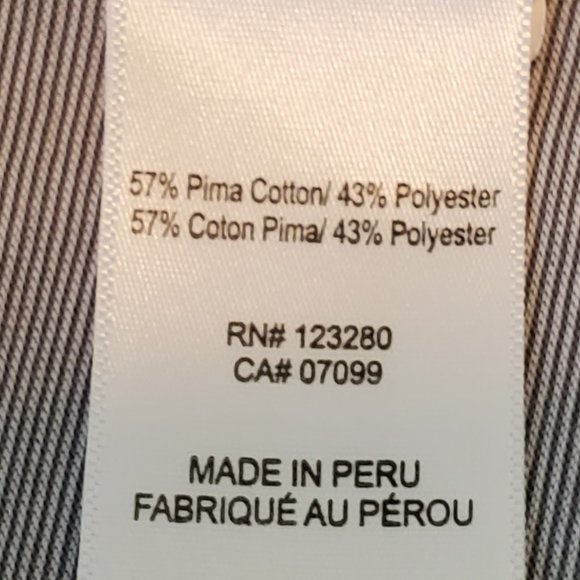 57% Pima Cotton/ 43% Polyester
57% Coton Pima/ 43% Polyester
RN# 123280
CA# 07099
MADE IN PERU
FABRIQUÉ AU PÉROU